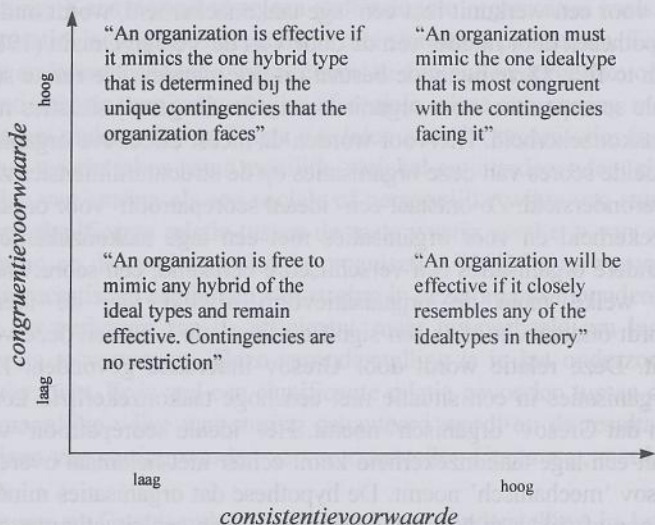 "An organization is effective if
it mimics the one hybrid type
that is determined bij the
unique contingencies that the
organization faces"
"An organization must
mimic the one idealtype
that is most congruent
with the contingencies
facing it"
hoog
congruentievoorwaarde
"An organization is free to
mimic any hybrid of the
ideal types and remain
effective. Contingencies are
no restriction"
"An organization will be
effective if it closely
resembles any of the
idealtypes in theory"
laag
laag
hoog
consistentievoorwaarde